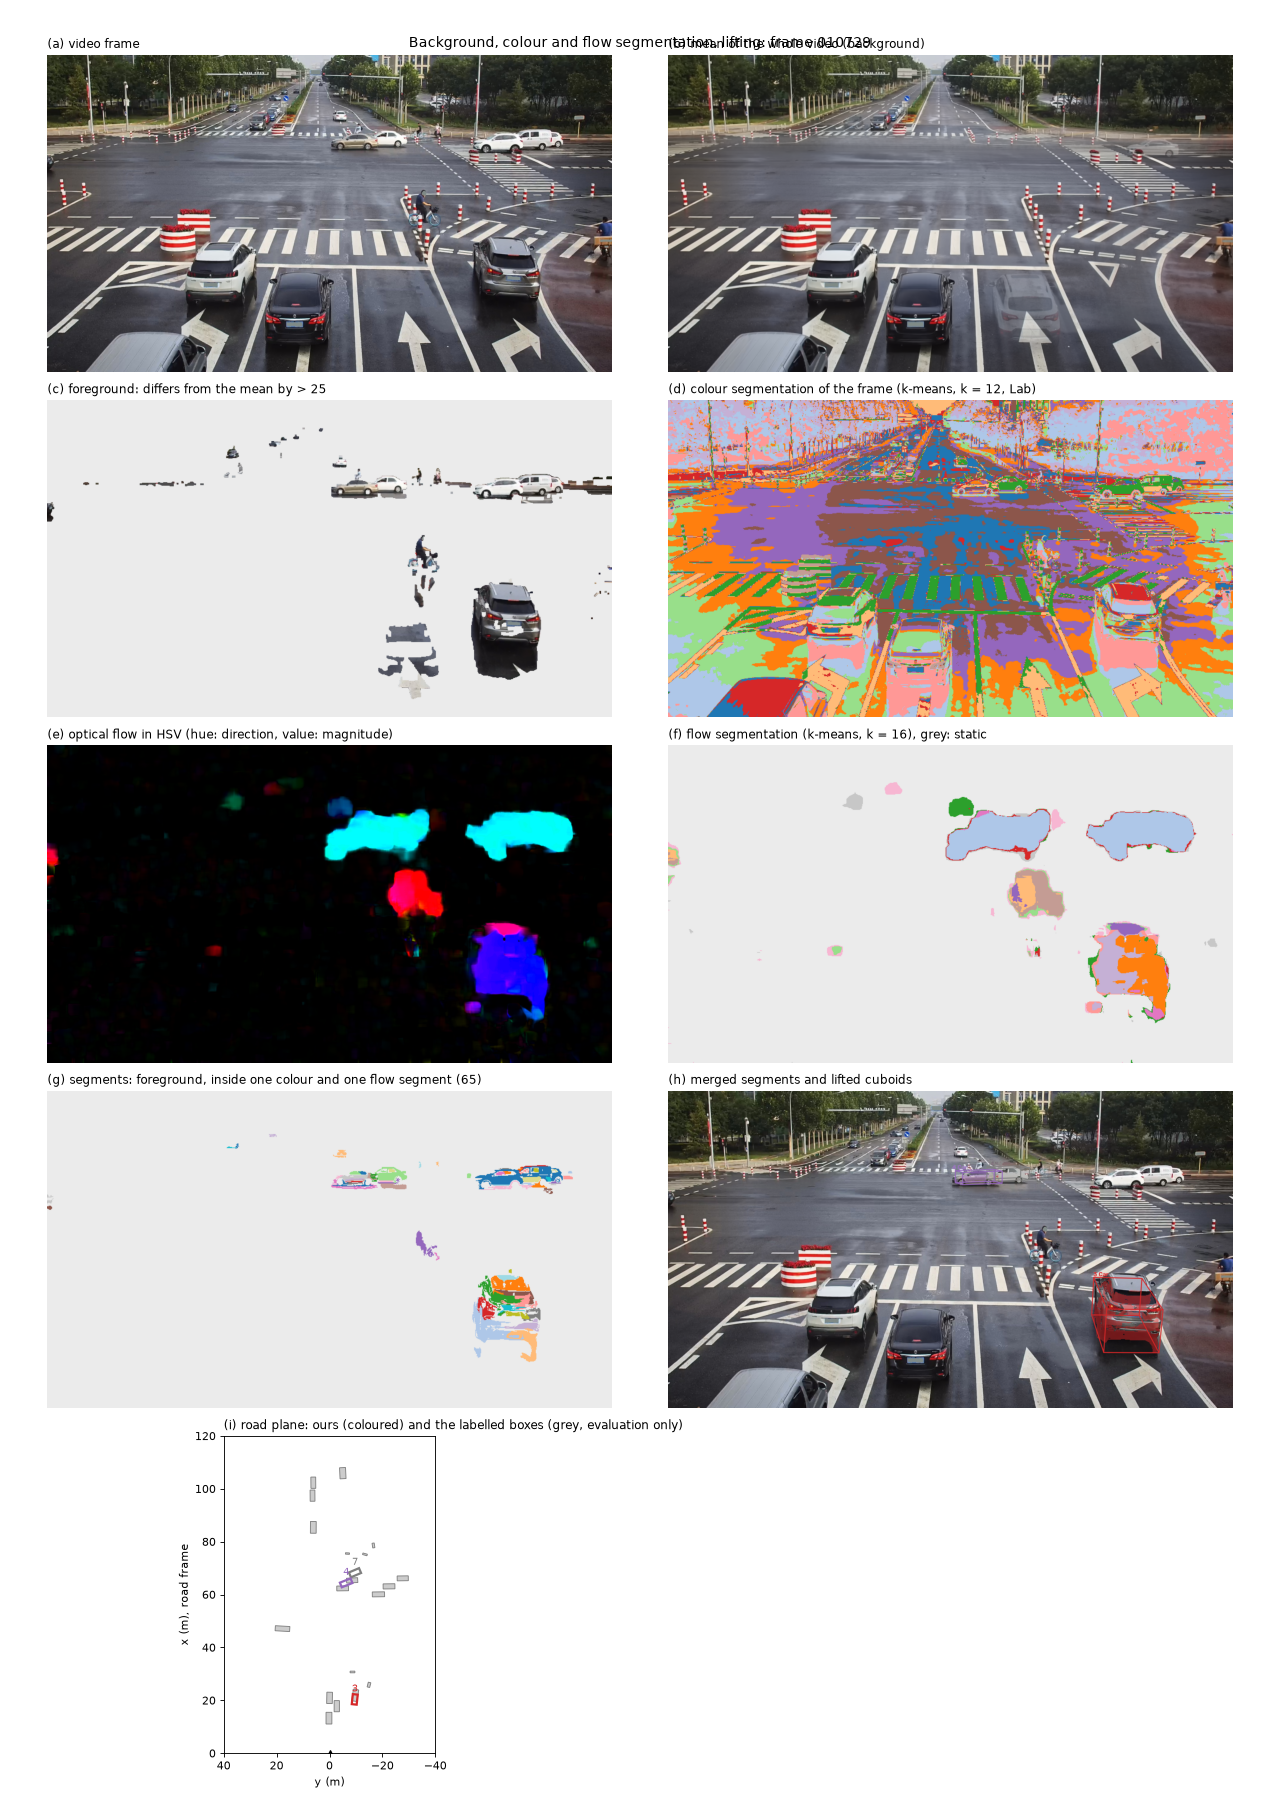 Background, colour and flow segmentation, lifting: frame 010729
(a) video frame
(b) mean of the whole video (background)
(c) foreground: differs from the mean by > 25
(d) colour segmentation of the frame (k-means, k = 12, Lab)
(e) optical flow in HSV (hue: direction, value: magnitude)
(f) flow segmentation (k-means, k = 16), grey: static
(g) segments: foreground, inside one colour and one flow segment (65)
(h) merged segments and lifted cuboids
(i) road plane: ours (coloured) and the labelled boxes (grey, evaluation only)
120
100
80
60
40
20
0
x (m), road frame
7
4
3
40 20 0 −20 −40
y (m)